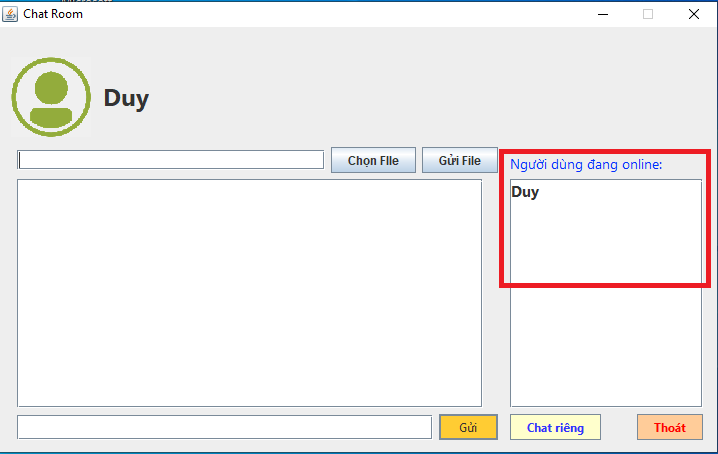 Chat Room
Duy
Chọn FIle
Gửi File
Người dùng đang online:
Duy
Gửi
Chat riêng
Thoát